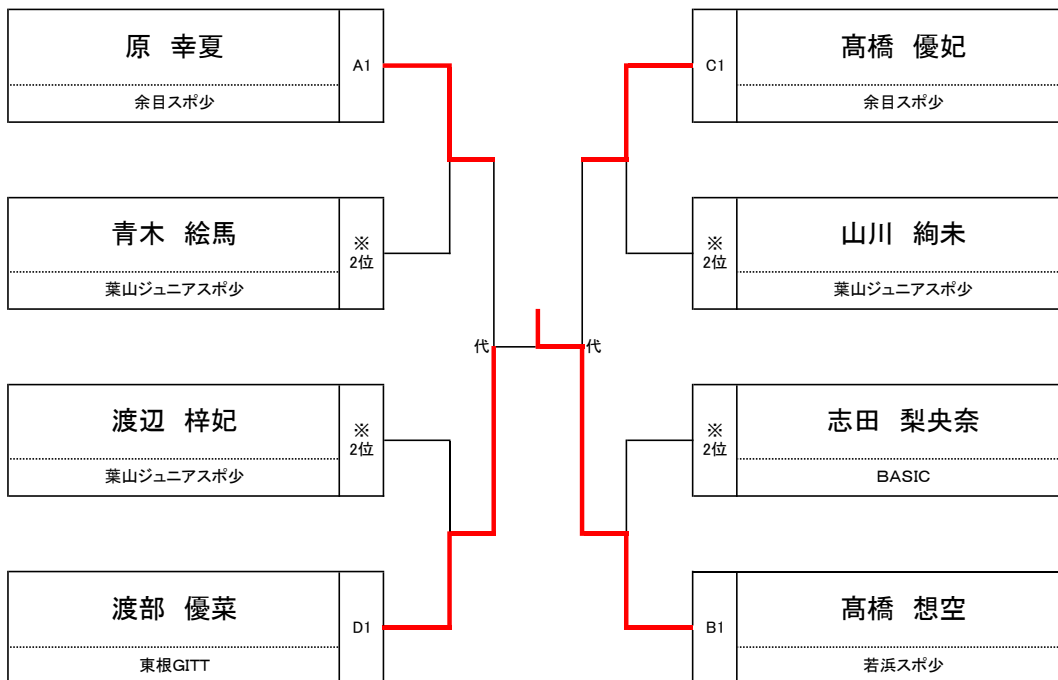 原　幸夏
A1
余目スポ少
青木　絵馬
※
2位
葉山ジュニアスポ少
渡辺　梓妃
※
2位
葉山ジュニアスポ少
渡部　優菜
D1
東根GITT
代
代
C1
髙橋　優妃
余目スポ少
※
2位
山川　絢未
葉山ジュニアスポ少
※
2位
志田　梨央奈
BASIC
B1
髙橋　想空
若浜スポ少